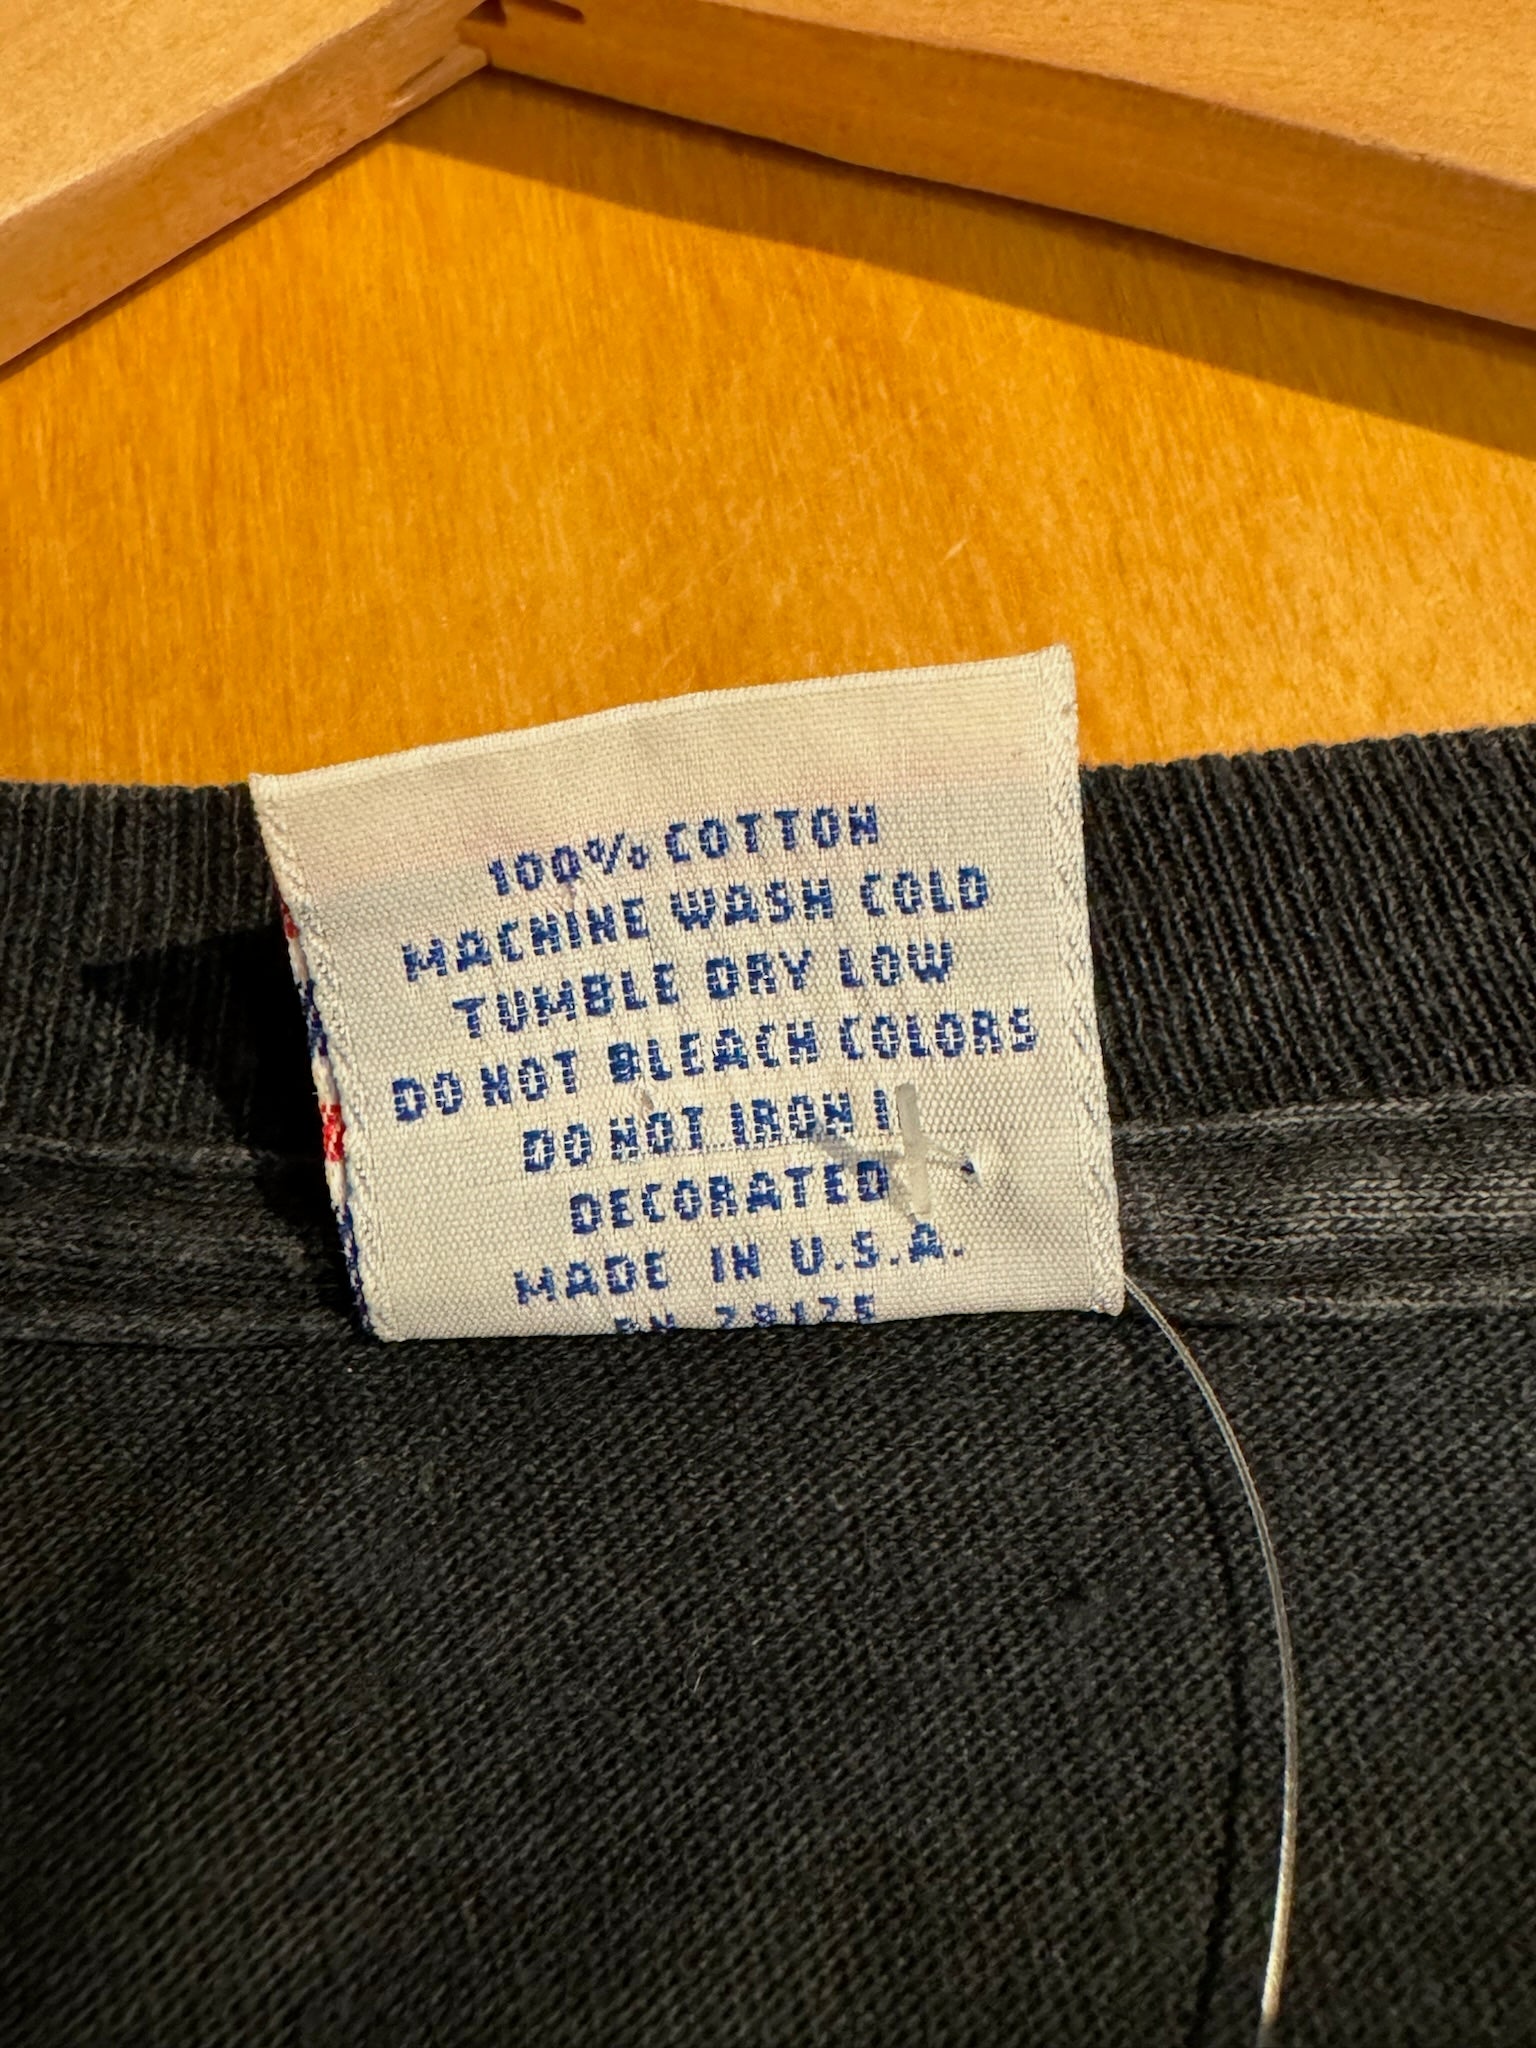 100% COTTON
MACHINE WASH COLD
TUMBLE DRY LOW
DO NOT BLEACH COLORS
DO NOT IRON I
DECORATED
MADE IN U.S.A.